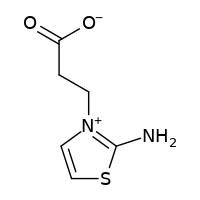 O O⁻
N⁺ NH₂
S